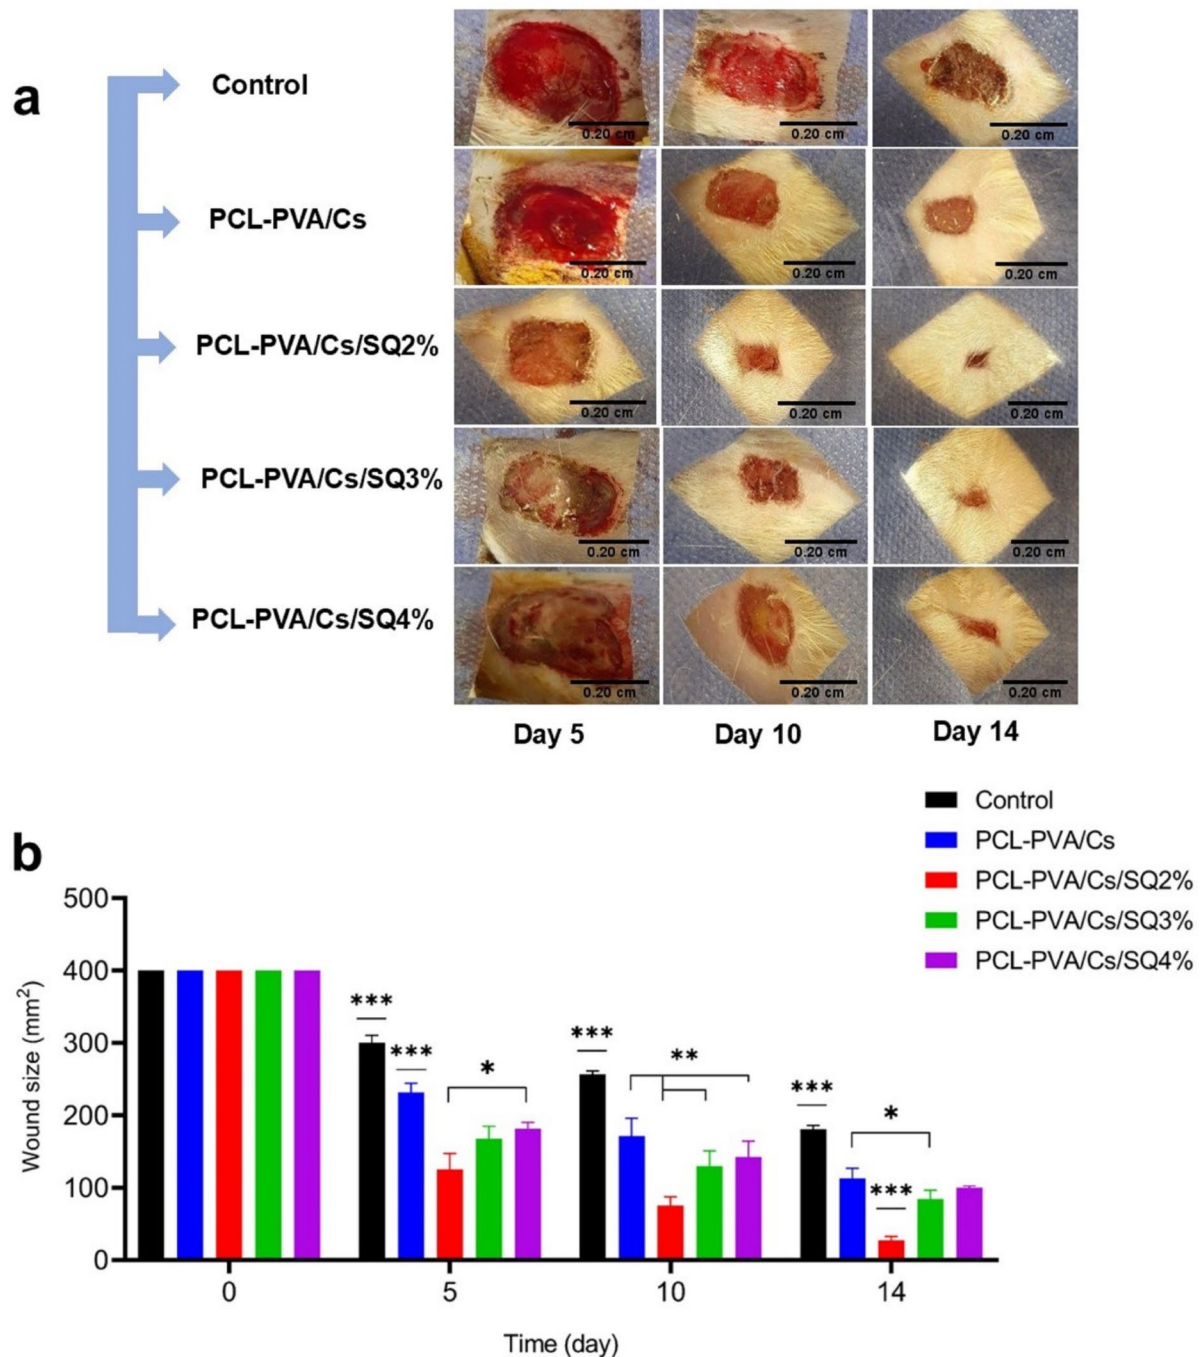 a
Control
0.20 cm 0.20 cm 0.20 cm
PCL-PVA/Cs
0.20 cm 0.20 cm 0.20 cm
PCL-PVA/Cs/SQ2%
0.20 cm 0.20 cm 0.20 cm
PCL-PVA/Cs/SQ3%
0.20 cm 0.20 cm 0.20 cm
PCL-PVA/Cs/SQ4%
0.20 cm 0.20 cm 0.20 cm
Day 5 Day 10 Day 14
b
Control
PCL-PVA/Cs
PCL-PVA/Cs/SQ2%
PCL-PVA/Cs/SQ3%
PCL-PVA/Cs/SQ4%
Wound size (mm²)
500
400
300
200
100
0
*** *** *
*** **
*** * ***
0 5 10 14
Time (day)